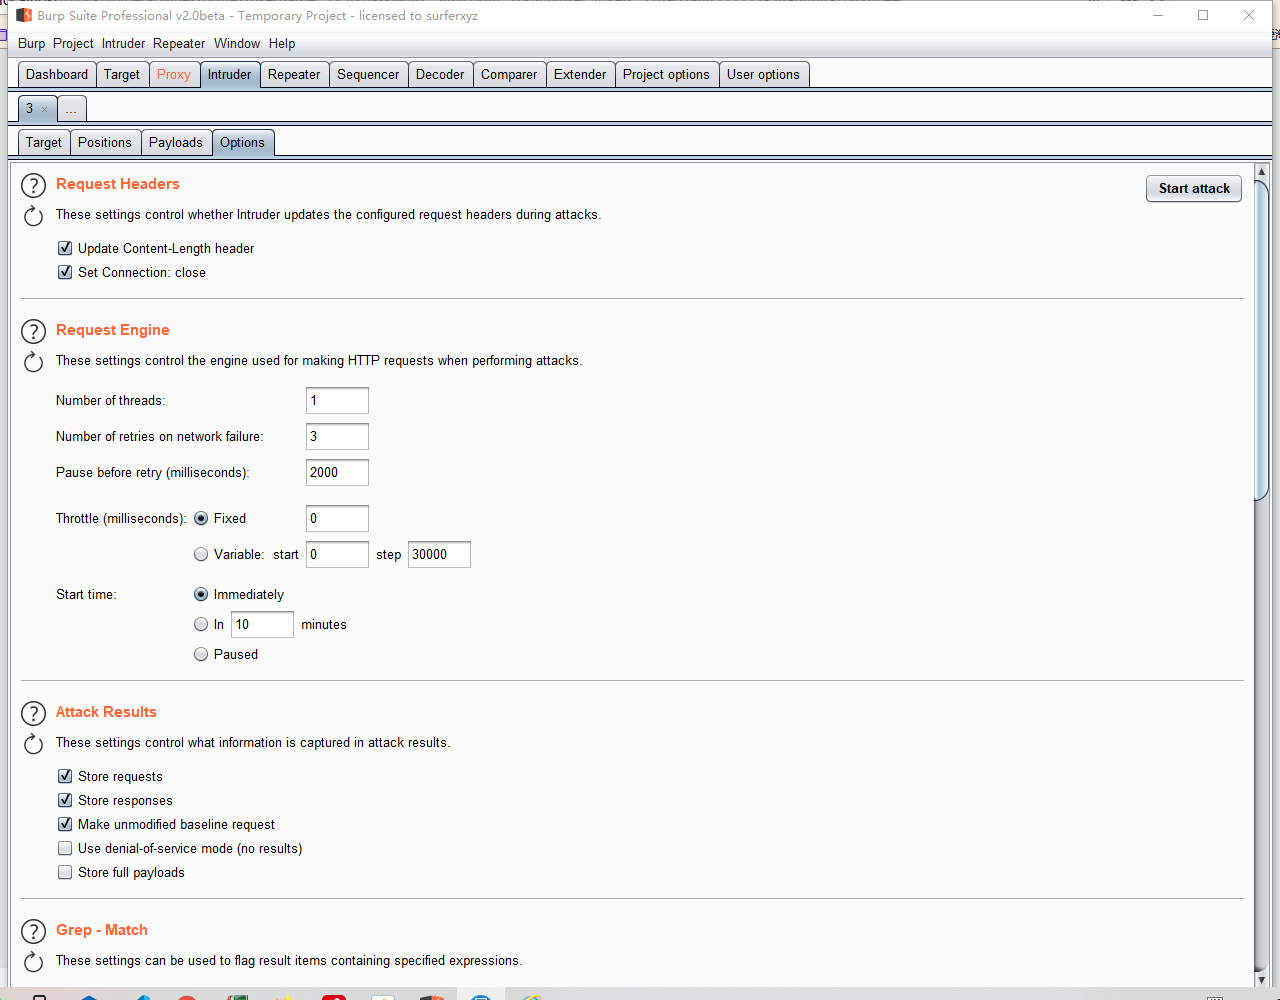 Burp Suite Professional v2.0beta - Temporary Project - licensed to surferxyz
Burp Project Intruder Repeater Window Help
Dashboard Target Proxy Intruder Repeater Sequencer Decoder Comparer Extender Project options User options
3 × ...
Target Positions Payloads Options
? Request Headers Start attack
These settings control whether Intruder updates the configured request headers during attacks.
Update Content-Length header
Set Connection: close
? Request Engine
These settings control the engine used for making HTTP requests when performing attacks.
Number of threads: 1
Number of retries on network failure: 3
Pause before retry (milliseconds): 2000
Throttle (milliseconds): Fixed 0
Variable: start 0 step 30000
Start time: Immediately
In 10 minutes
Paused
? Attack Results
These settings control what information is captured in attack results.
Store requests
Store responses
Make unmodified baseline request
Use denial-of-service mode (no results)
Store full payloads
? Grep - Match
These settings can be used to flag result items containing specified expressions.